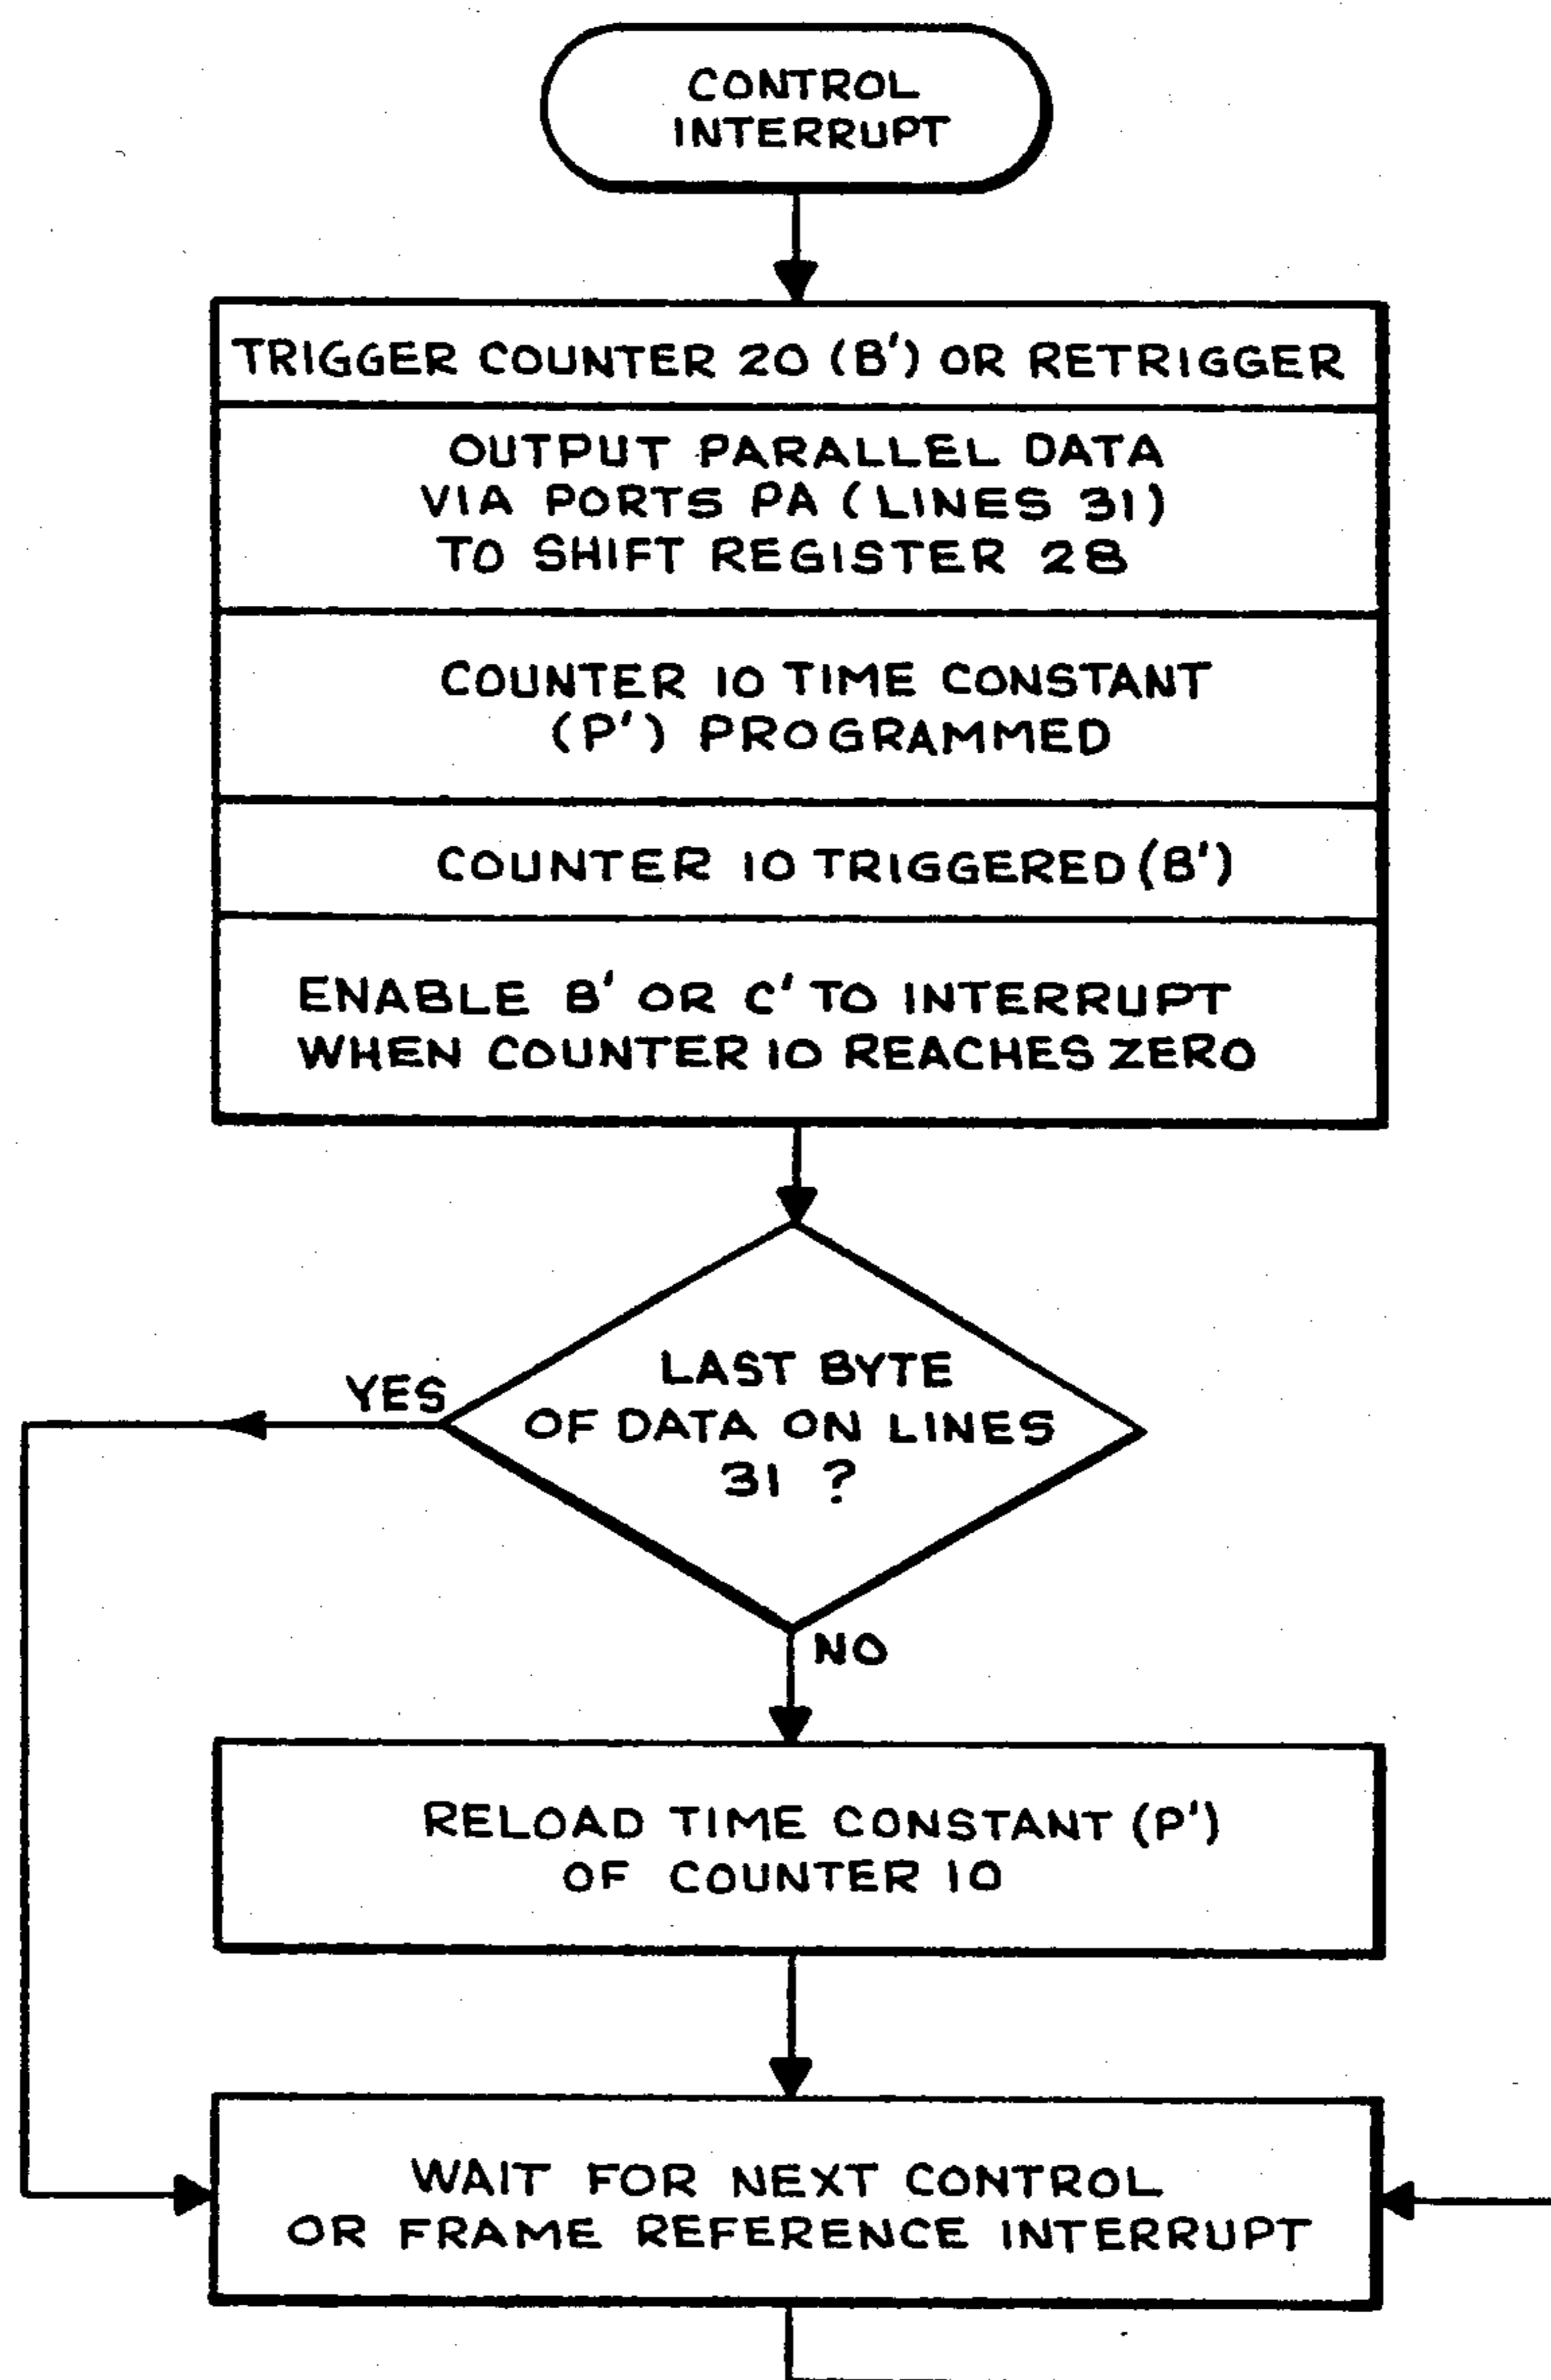 CONTROL
INTERRUPT
TRIGGER COUNTER 20 (B') OR RETRIGGER
OUTPUT PARALLEL DATA
VIA PORTS PA (LINES 31)
TO SHIFT REGISTER 28
COUNTER 10 TIME CONSTANT
(P') PROGRAMMED
COUNTER 10 TRIGGERED (B')
ENABLE B' OR C' TO INTERRUPT
WHEN COUNTER 10 REACHES ZERO
LAST BYTE
YES
OF DATA ON LINES
31 ?
NO
RELOAD TIME CONSTANT (P')
OF COUNTER 10
WAIT FOR NEXT CONTROL
OR FRAME REFERENCE INTERRUPT